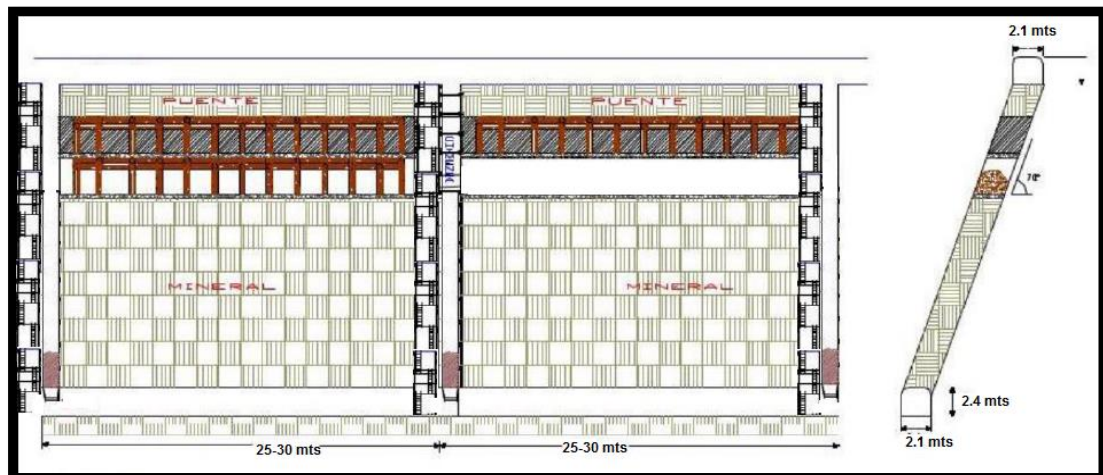 2.1 mts
PUENTE
PUENTE
70°
MINERAL
MINERAL
2.4 mts
2.1 mts
25-30 mts
25-30 mts